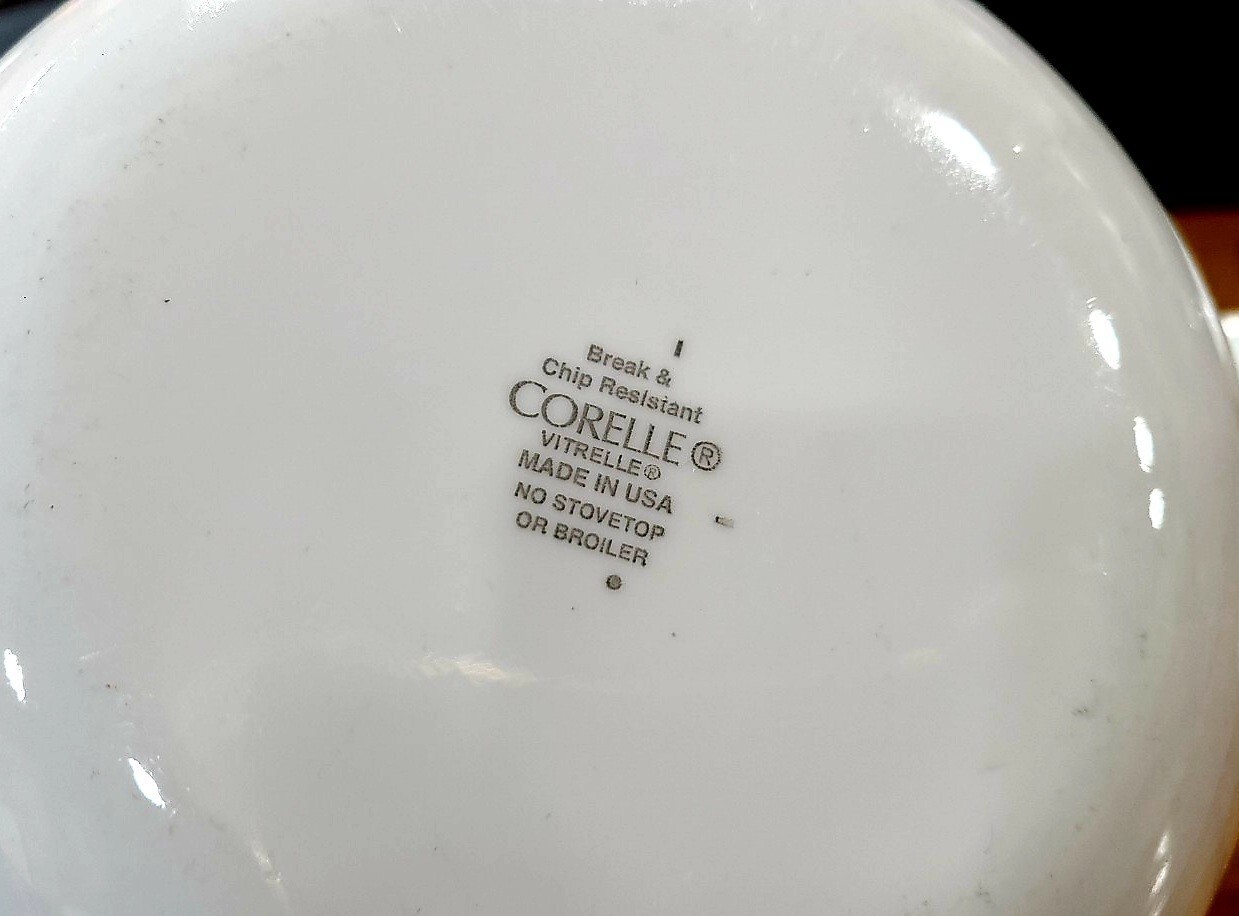 Break &
Chip Resistant
CORELLE®
VITRELLE®
MADE IN USA
NO STOVETOP
OR BROILER